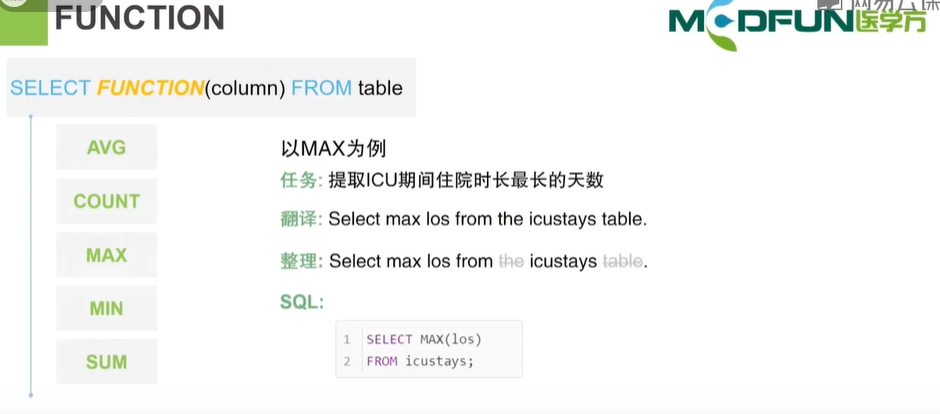 FUNCTION
MEDFUN医学方
SELECT FUNCTION(column) FROM table
AVG
COUNT
MAX
MIN
SUM
以MAX为例
任务: 提取ICU期间住院时长最长的天数
翻译: Select max los from the icustays table.
整理: Select max los from the icustays table.
SQL:
1 SELECT MAX(los)
2 FROM icustays;